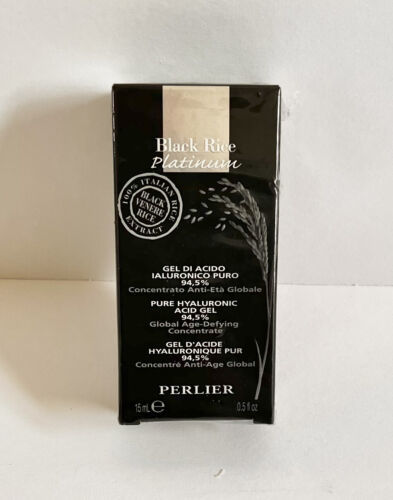 Black Rice
Platinum
100% ITALIAN RICE
BLACK
VENERE
RICE
EXTRACT
GEL DI ACIDO
IALURONICO PURO
94,5%
Concentrato Anti-Età Globale
PURE HYALURONIC
ACID GEL
94,5%
Global Age-Defying
Concentrate
GEL D'ACIDE
HYALURONIQUE PUR
94,5%
Concentré Anti-Age Global
PERLIER
15 mL ℮ 0.5 fl oz